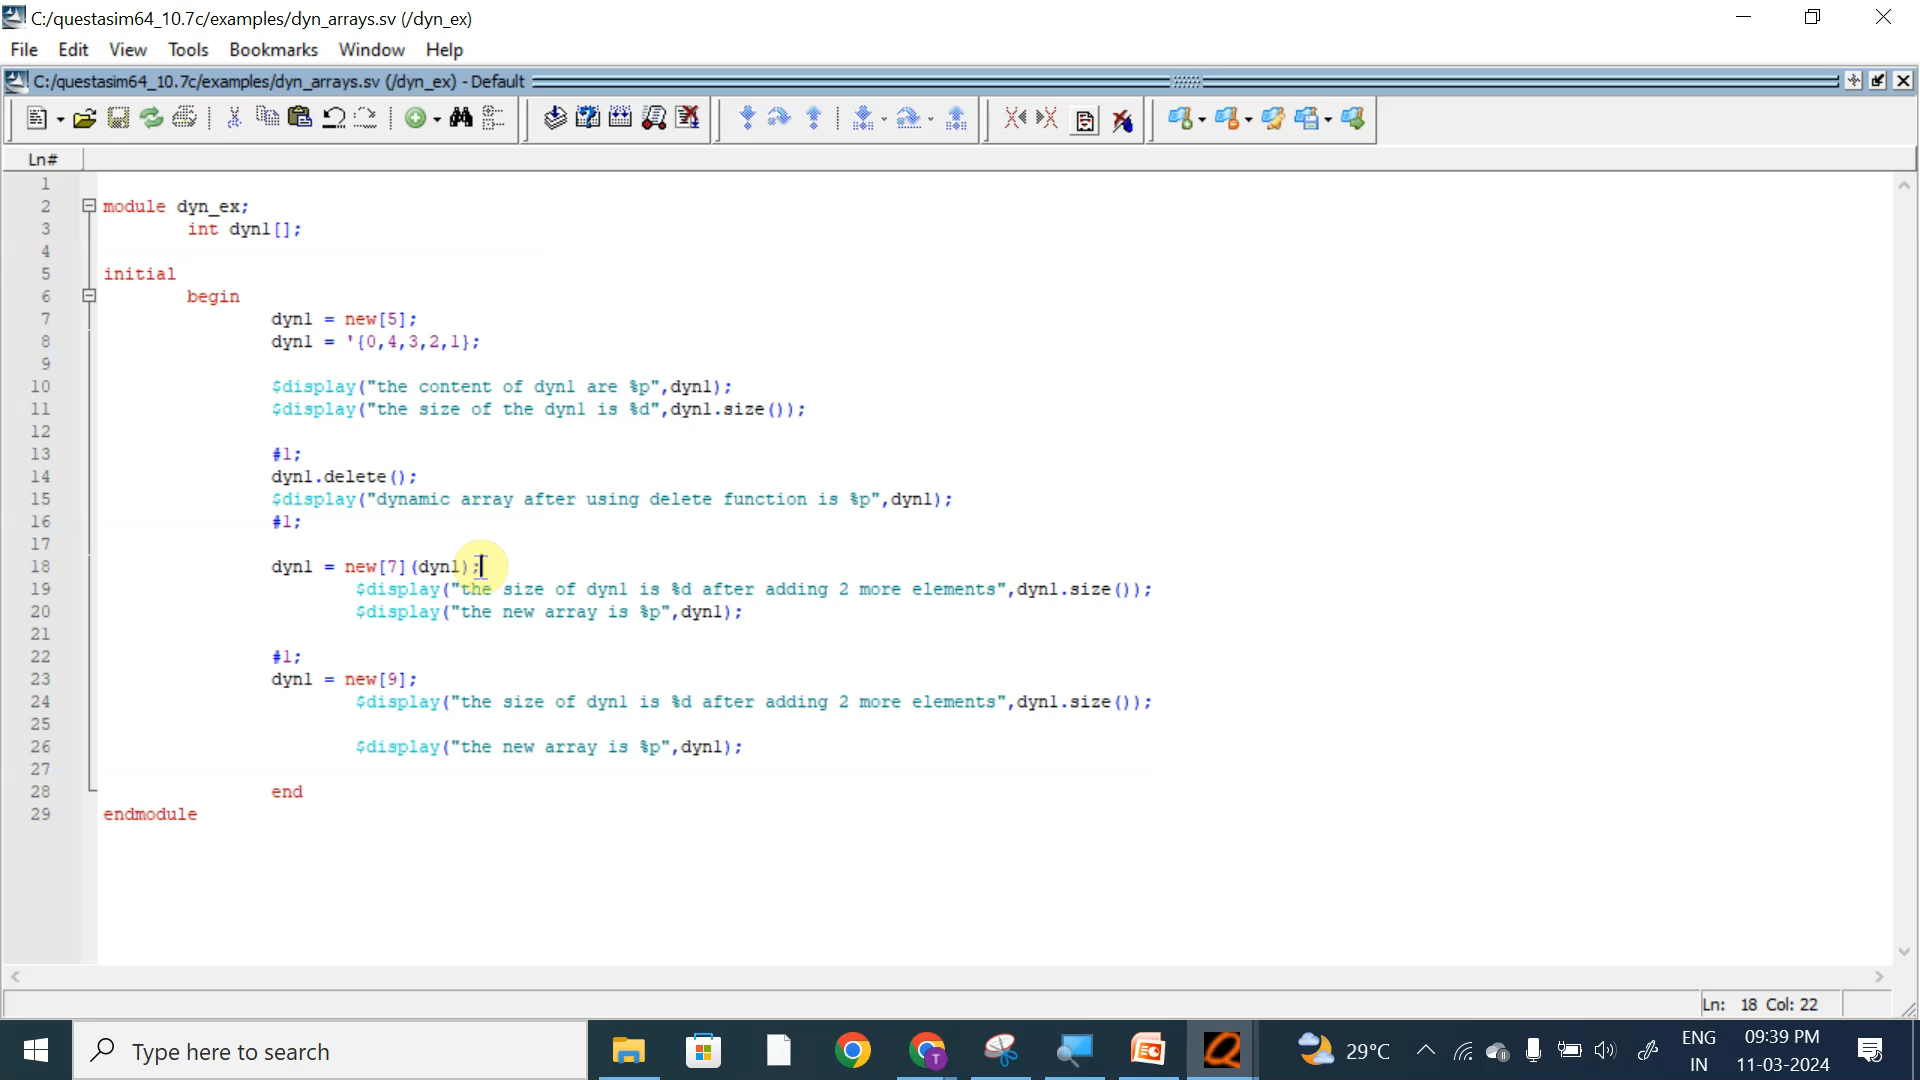 C:/questasim64_10.7c/examples/dyn_arrays.sv (/dyn_ex)
File Edit View Tools Bookmarks Window Help
C:/questasim64_10.7c/examples/dyn_arrays.sv (/dyn_ex) - Default
Ln#
1
2 module dyn_ex;
3 int dyn1[];
4
5 initial
6 begin
7 dyn1 = new[5];
8 dyn1 = '{0,4,3,2,1};
9
10 $display("the content of dyn1 are %p",dyn1);
11 $display("the size of the dyn1 is %d",dyn1.size());
12
13 #1;
14 dyn1.delete();
15 $display("dynamic array after using delete function is %p",dyn1);
16 #1;
17
18 dyn1 = new[7](dyn1);
19 $display("the size of dyn1 is %d after adding 2 more elements",dyn1.size());
20 $display("the new array is %p",dyn1);
21
22 #1;
23 dyn1 = new[9];
24 $display("the size of dyn1 is %d after adding 2 more elements",dyn1.size());
25
26 $display("the new array is %p",dyn1);
27
28 end
29 endmodule
Ln: 18 Col: 22
Type here to search
T
29°C
ENG
IN
09:39 PM
11-03-2024